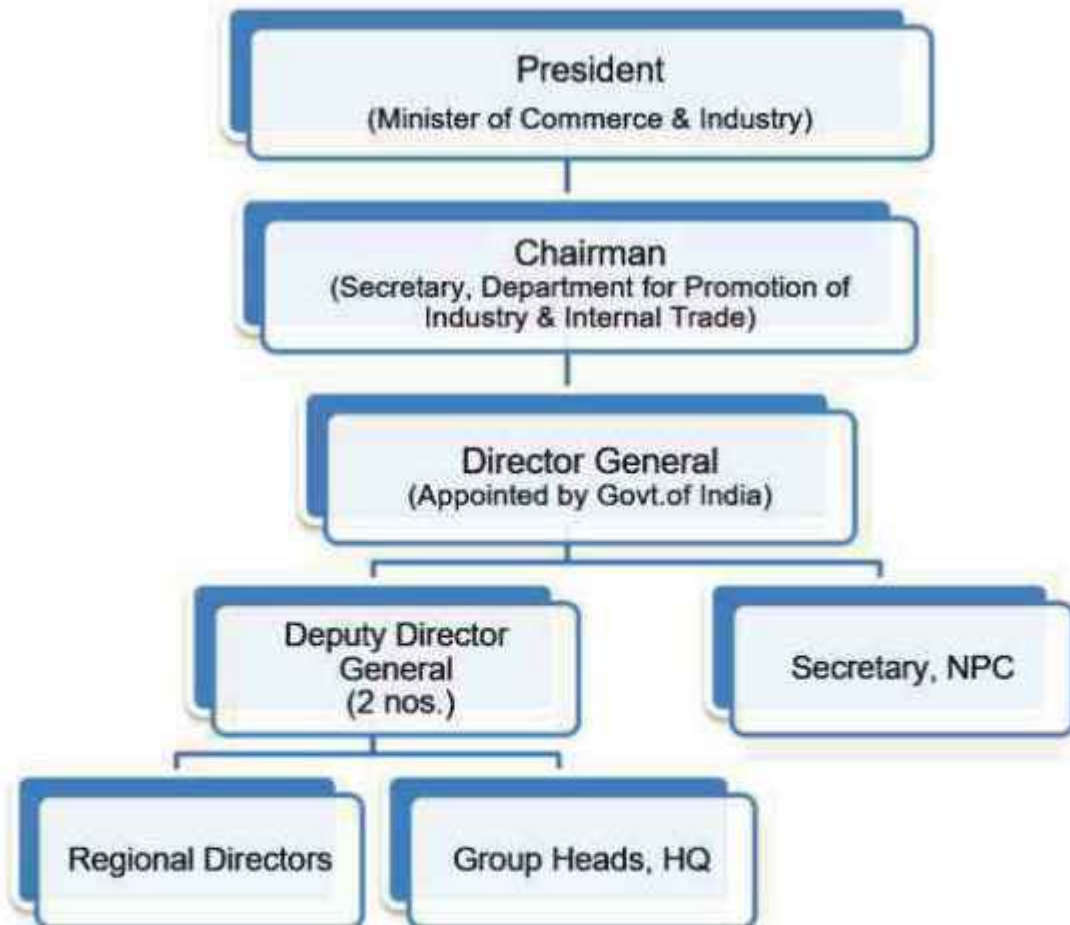 President
(Minister of Commerce & Industry)
Chairman
(Secretary, Department for Promotion of
Industry & Internal Trade)
Director General
(Appointed by Govt.of India)
Deputy Director
General
(2 nos.)
Secretary, NPC
Regional Directors
Group Heads, HQ